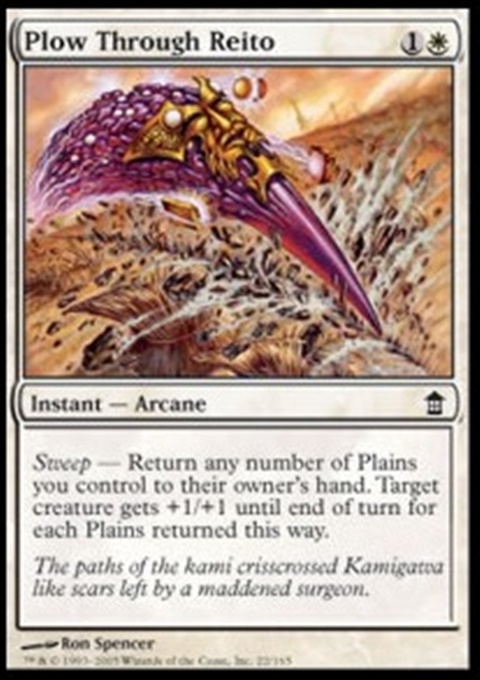 Plow Through Reito 1
Instant — Arcane
Sweep — Return any number of Plains
you control to their owner's hand. Target
creature gets +1/+1 until end of turn for
each Plains returned this way.
The paths of the kami crisscrossed Kamigawa
like scars left by a maddened surgeon.
Ron Spencer
™ & © 1993-2005 Wizards of the Coast, Inc. 22/165